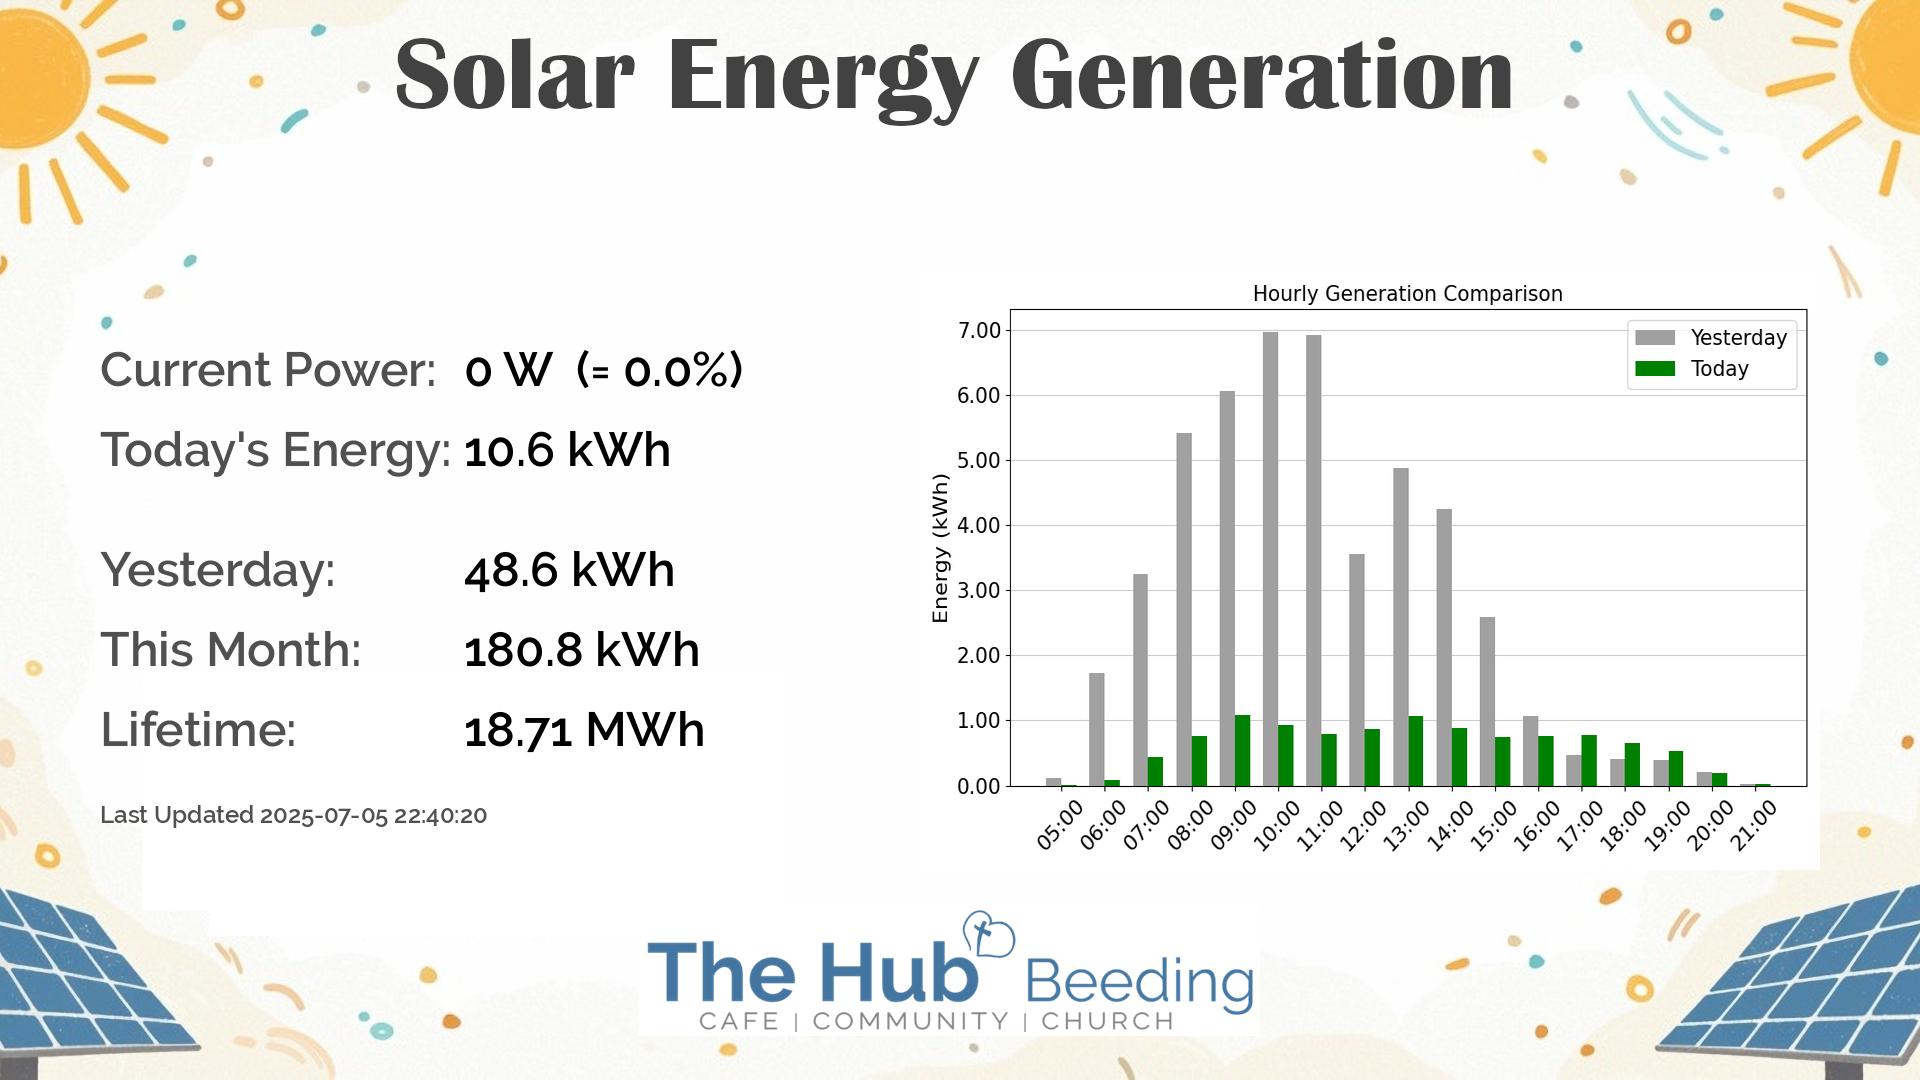 Solar Energy Generation
Current Power: 0 W (= 0.0%)
Today's Energy: 10.6 kWh
Yesterday: 48.6 kWh
This Month: 180.8 kWh
Lifetime: 18.71 MWh
Last Updated 2025-07-05 22:40:20
Hourly Generation Comparison
Yesterday
Today
Energy (kWh)
7.00
6.00
5.00
4.00
3.00
2.00
1.00
0.00
05:00 06:00 07:00 08:00 09:00 10:00 11:00 12:00 13:00 14:00 15:00 16:00 17:00 18:00 19:00 20:00 21:00
The Hub Beeding
CAFE | COMMUNITY | CHURCH